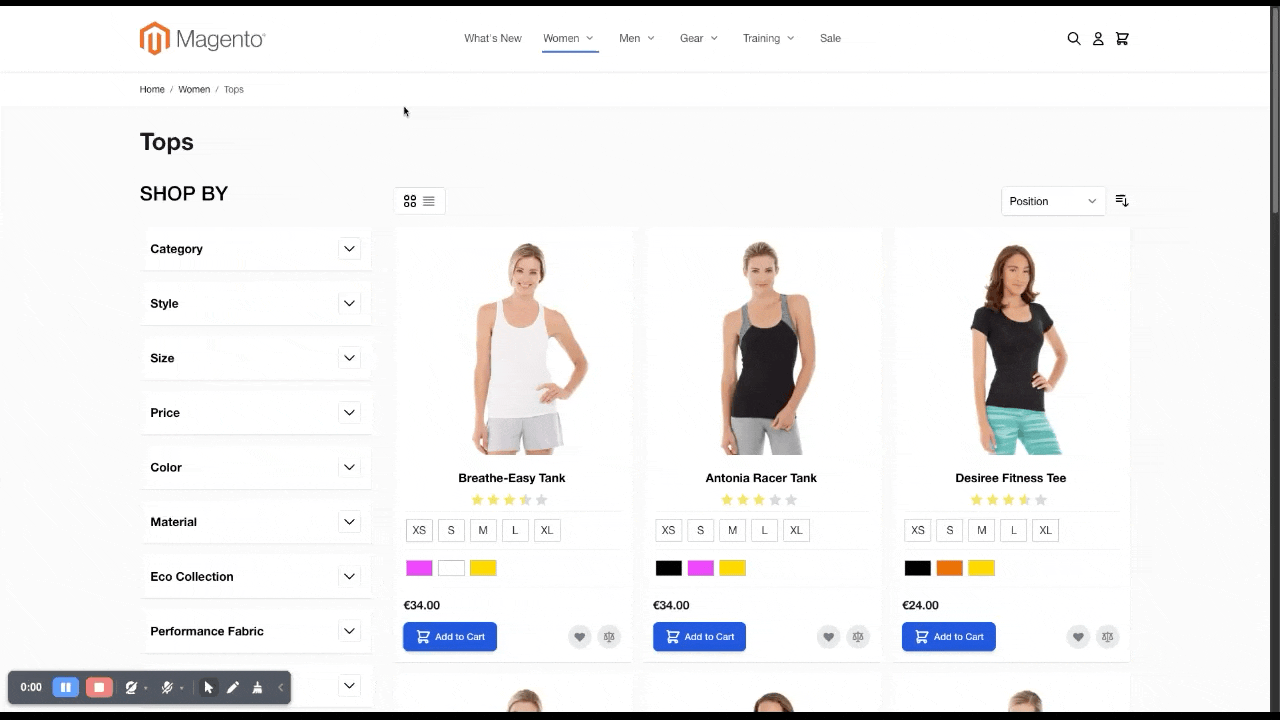 Magento
What's New
Women
Men
Gear
Training
Sale
Home / Women / Tops
Tops
SHOP BY
Position
Category
Style
Size
Price
Color
Material
Eco Collection
Performance Fabric
Breathe-Easy Tank
XS S M L XL
€34.00
Add to Cart
Antonia Racer Tank
XS S M L XL
€34.00
Add to Cart
Desiree Fitness Tee
XS S M L XL
€24.00
Add to Cart
0:00